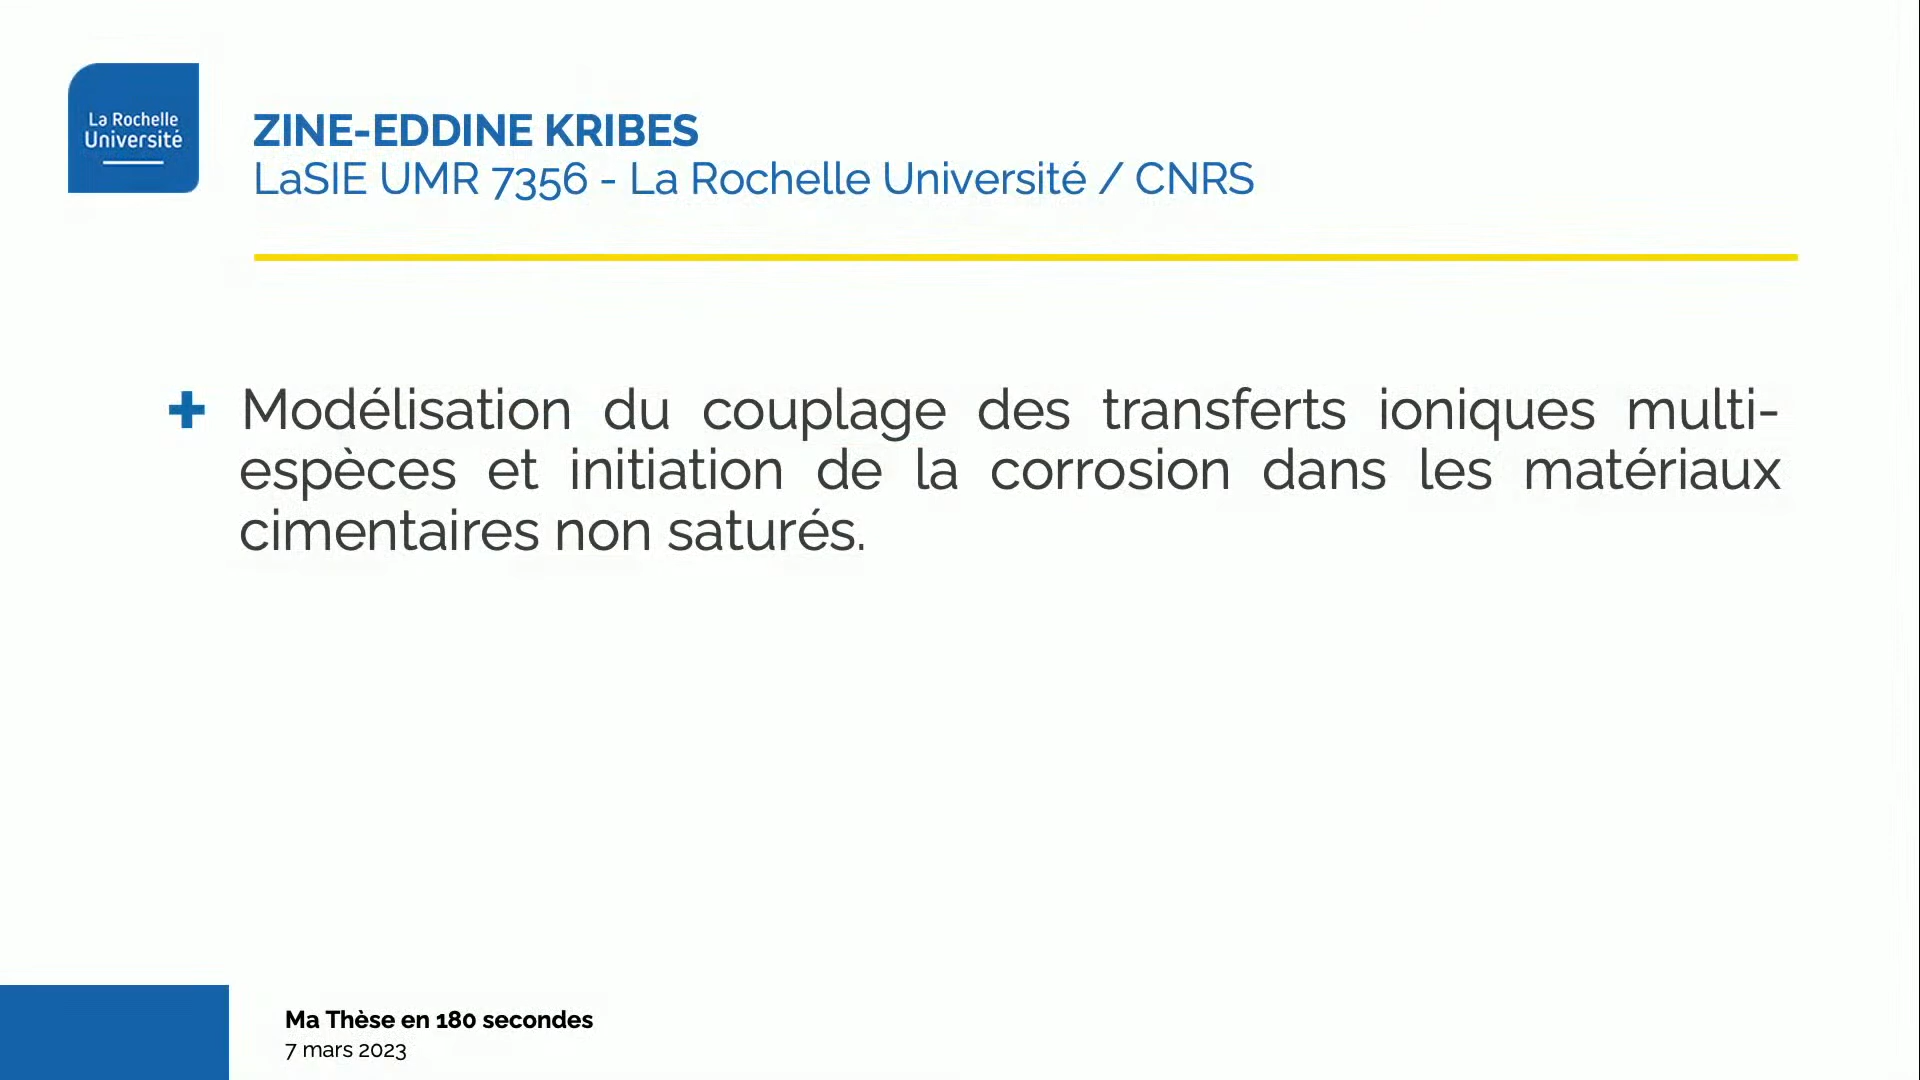 La Rochelle
Université
ZINE-EDDINE KRIBES
LaSIE UMR 7356 - La Rochelle Université / CNRS
Modélisation du couplage des transferts ioniques multi-
espèces et initiation de la corrosion dans les matériaux
cimentaires non saturés.
Ma Thèse en 180 secondes
7 mars 2023